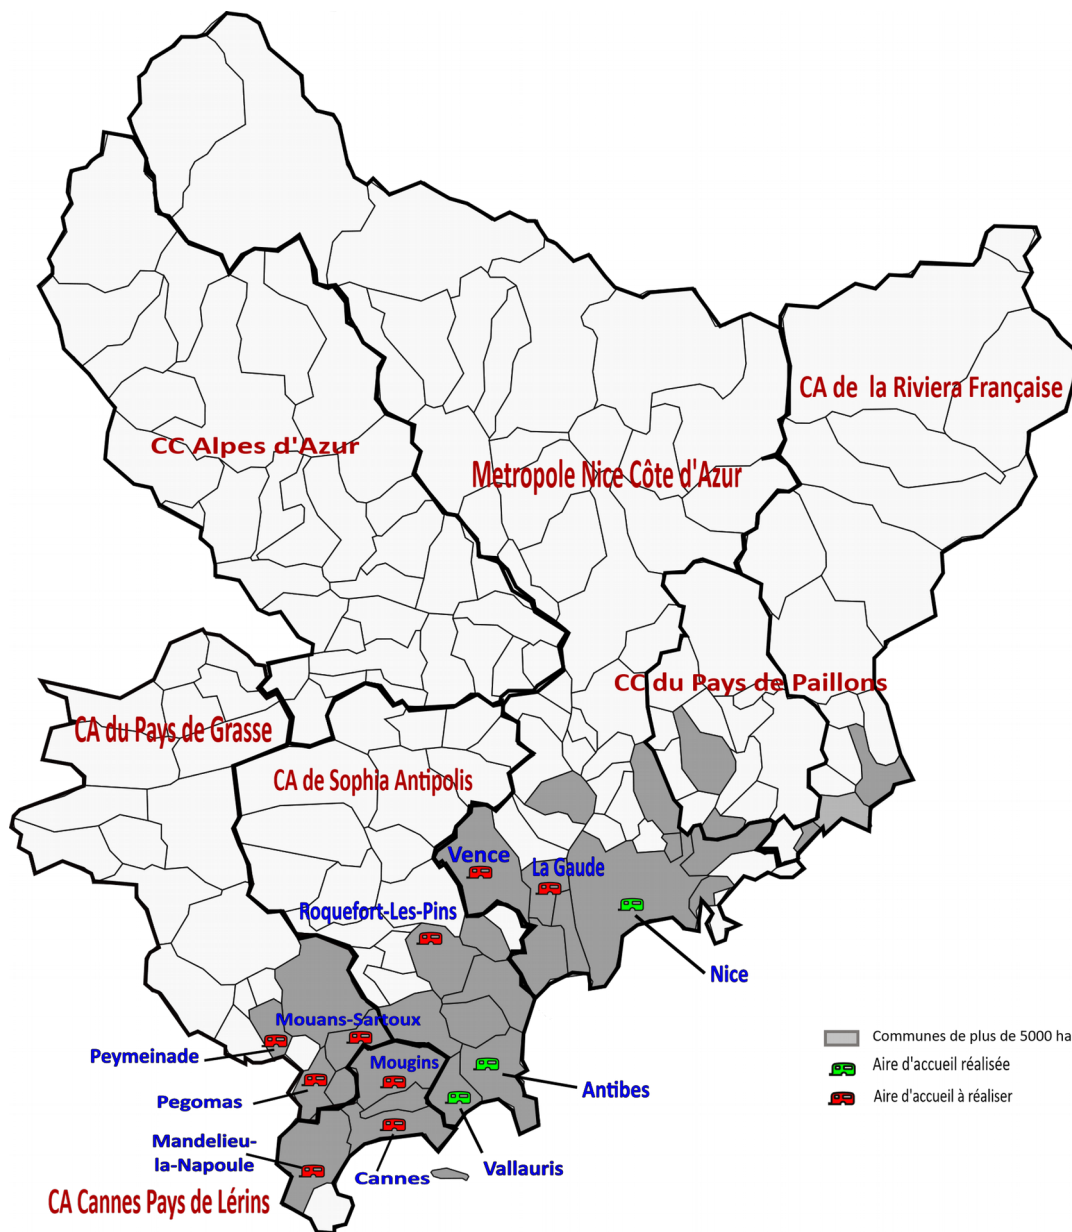 CA de la Riviera Française
CC Alpes d'Azur
Metropole Nice Côte d'Azur
CC du Pays de Paillons
CA du Pays de Grasse
CA de Sophia Antipolis
Vence
La Gaude
Roquefort-Les-Pins
Nice
Mouans-Sartoux
Communes de plus de 5000 ha
Peymeinade
Mougins
Aire d'accueil réalisée
Antibes
Aire d'accueil à réaliser
Pegomas
Mandelieu-
la-Napoule
Vallauris
Cannes
CA Cannes Pays de Lérins